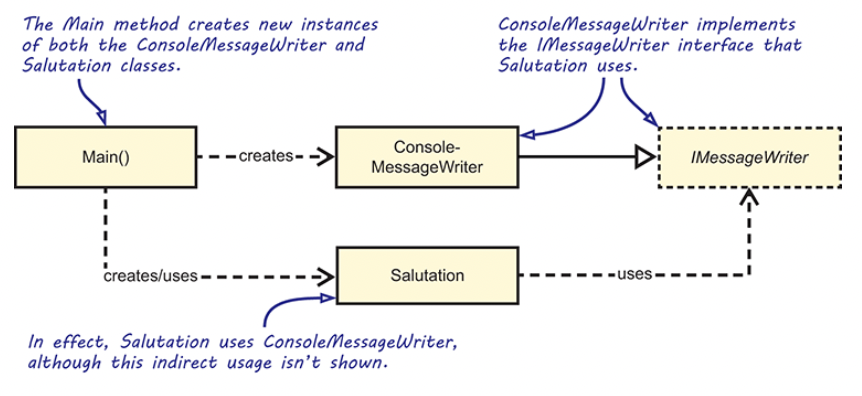 The Main method creates new instances
of both the ConsoleMessageWriter and
Salutation classes.
ConsoleMessageWriter implements
the IMessageWriter interface that
Salutation uses.
Main()
creates
Console-
MessageWriter
IMessageWriter
creates/uses
Salutation
uses
In effect, Salutation uses ConsoleMessageWriter,
although this indirect usage isn't shown.